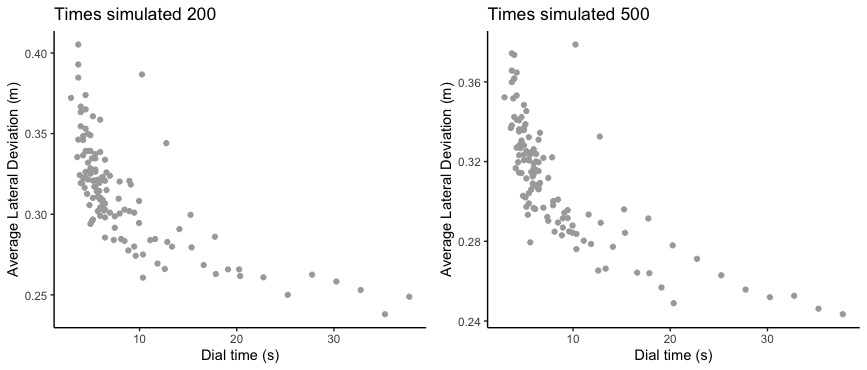 Times simulated 200
Average Lateral Deviation (m)
0.40
0.35
0.30
0.25
10
20
30
Dial time (s)
Times simulated 500
Average Lateral Deviation (m)
0.36
0.32
0.28
0.24
10
20
30
Dial time (s)